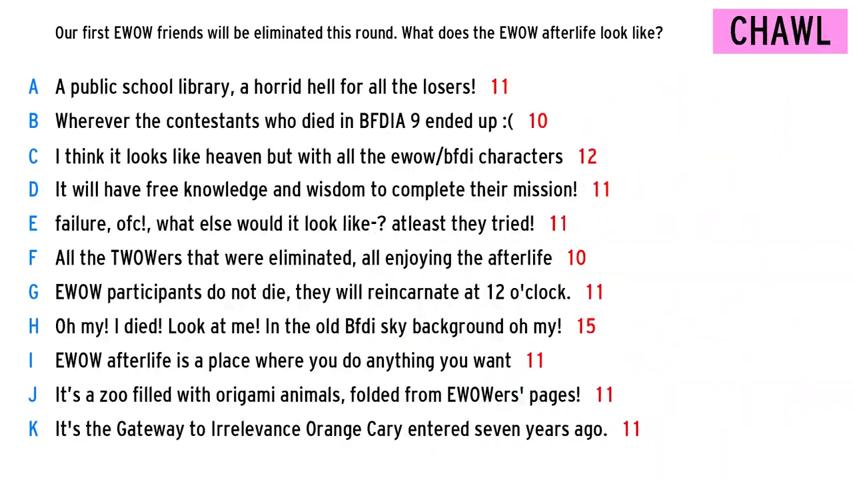 Our first EWOW friends will be eliminated this round. What does the EWOW afterlife look like?
CHAWL
A A public school library, a horrid hell for all the losers! 11
B Wherever the contestants who died in BFDIA 9 ended up :( 10
C I think it looks like heaven but with all the ewow/bfdi characters 12
D It will have free knowledge and wisdom to complete their mission! 11
E failure, ofc!, what else would it look like-? atleast they tried! 11
F All the TWOWers that were eliminated, all enjoying the afterlife 10
G EWOW participants do not die, they will reincarnate at 12 o'clock. 11
H Oh my! I died! Look at me! In the old Bfdi sky background oh my! 15
I EWOW afterlife is a place where you do anything you want 11
J It’s a zoo filled with origami animals, folded from EWOWers' pages! 11
K It's the Gateway to Irrelevance Orange Cary entered seven years ago. 11